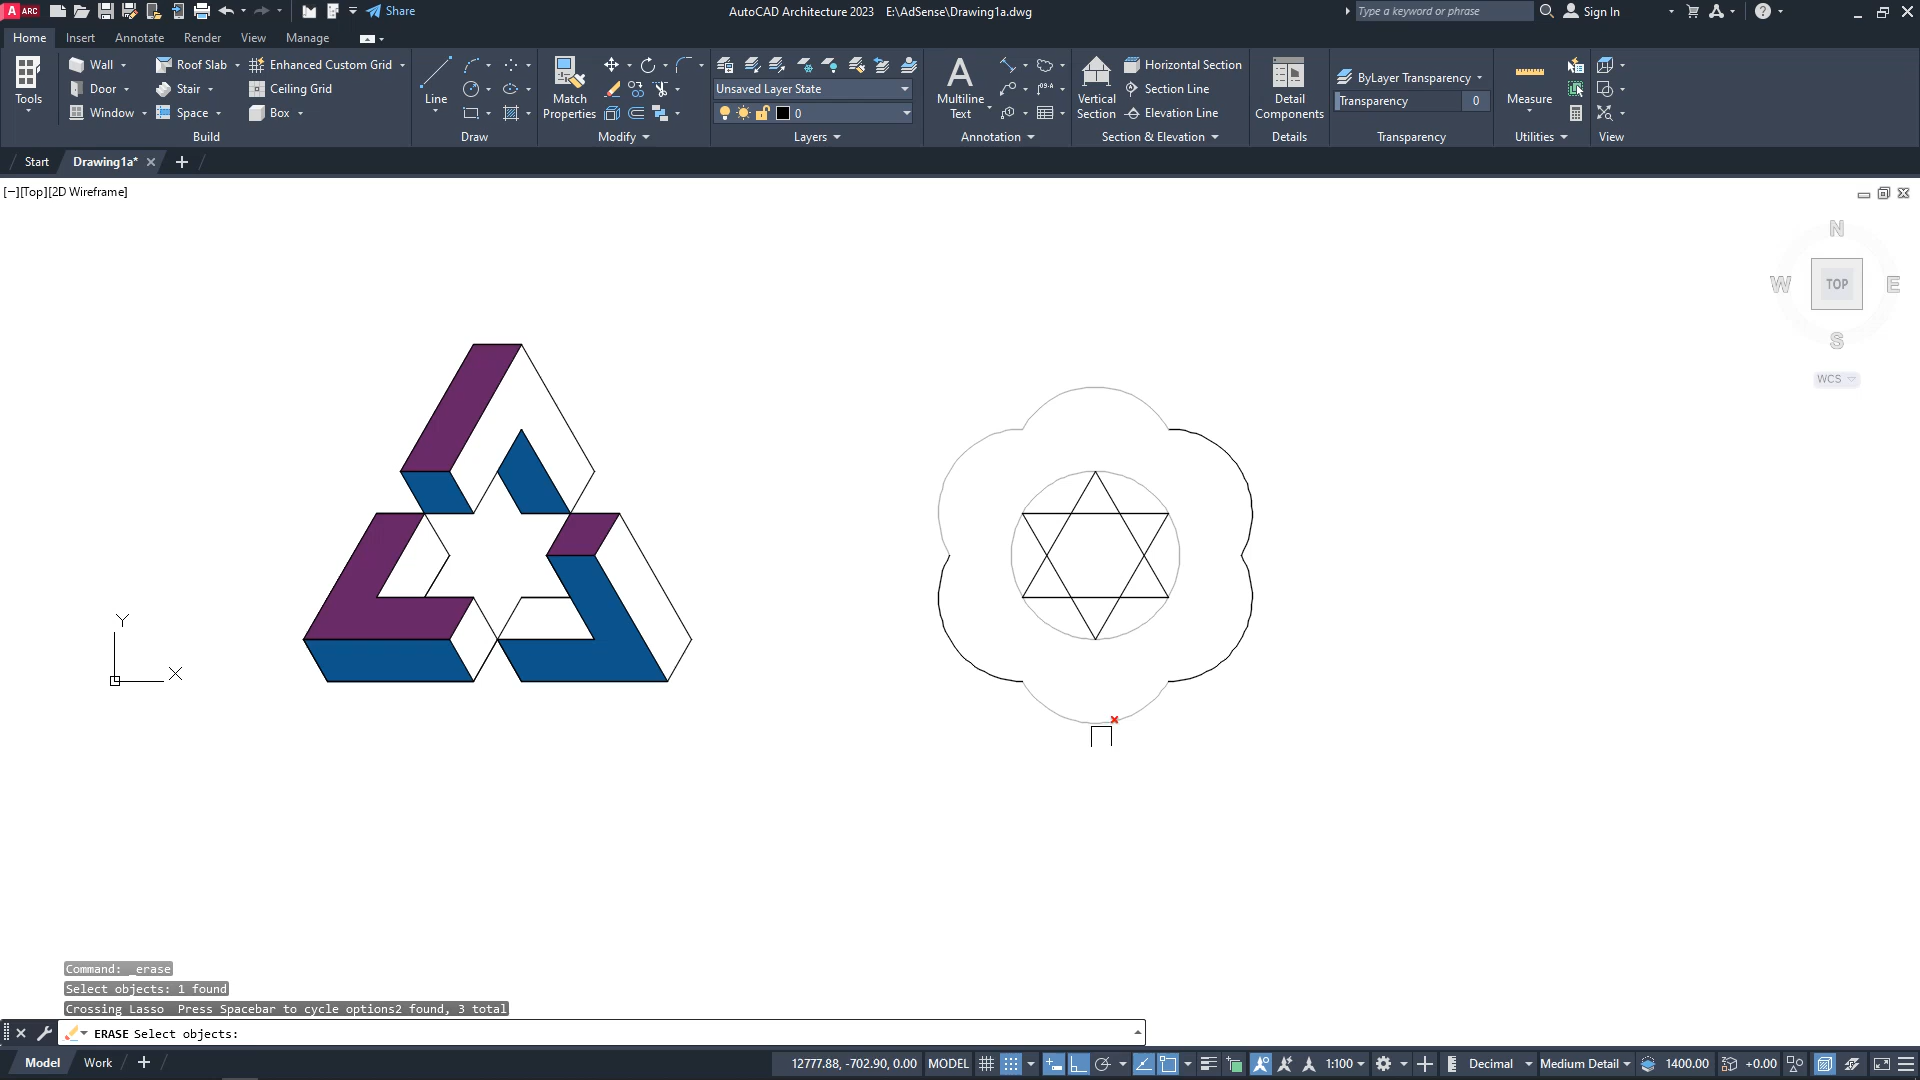 A ARC Share AutoCAD Architecture 2023 E:\AdSense\Drawing1a.dwg Type a keyword or phrase Sign In ?
Home Insert Annotate Render View Manage
Wall Roof Slab Enhanced Custom Grid Unsaved Layer State Horizontal Section ByLayer Transparency
Door Stair Ceiling Grid Section Line Transparency 0
Window Space Box 0 Elevation Line
Tools
Line
Match Properties
A
Multiline Text
Vertical Section
Detail Components
Measure
Build Draw Modify Layers Annotation Section & Elevation Details Transparency Utilities View
Start Drawing1a* +
[−][Top][2D Wireframe]
N
W TOP E
S
WCS
Y
X
Command: _erase
Select objects: 1 found
Crossing Lasso  Press Spacebar to cycle options2 found, 3 total
ERASE Select objects:
Model Work + 12777.88, -702.90, 0.00 MODEL 1:100 Decimal Medium Detail 1400.00 +0.00